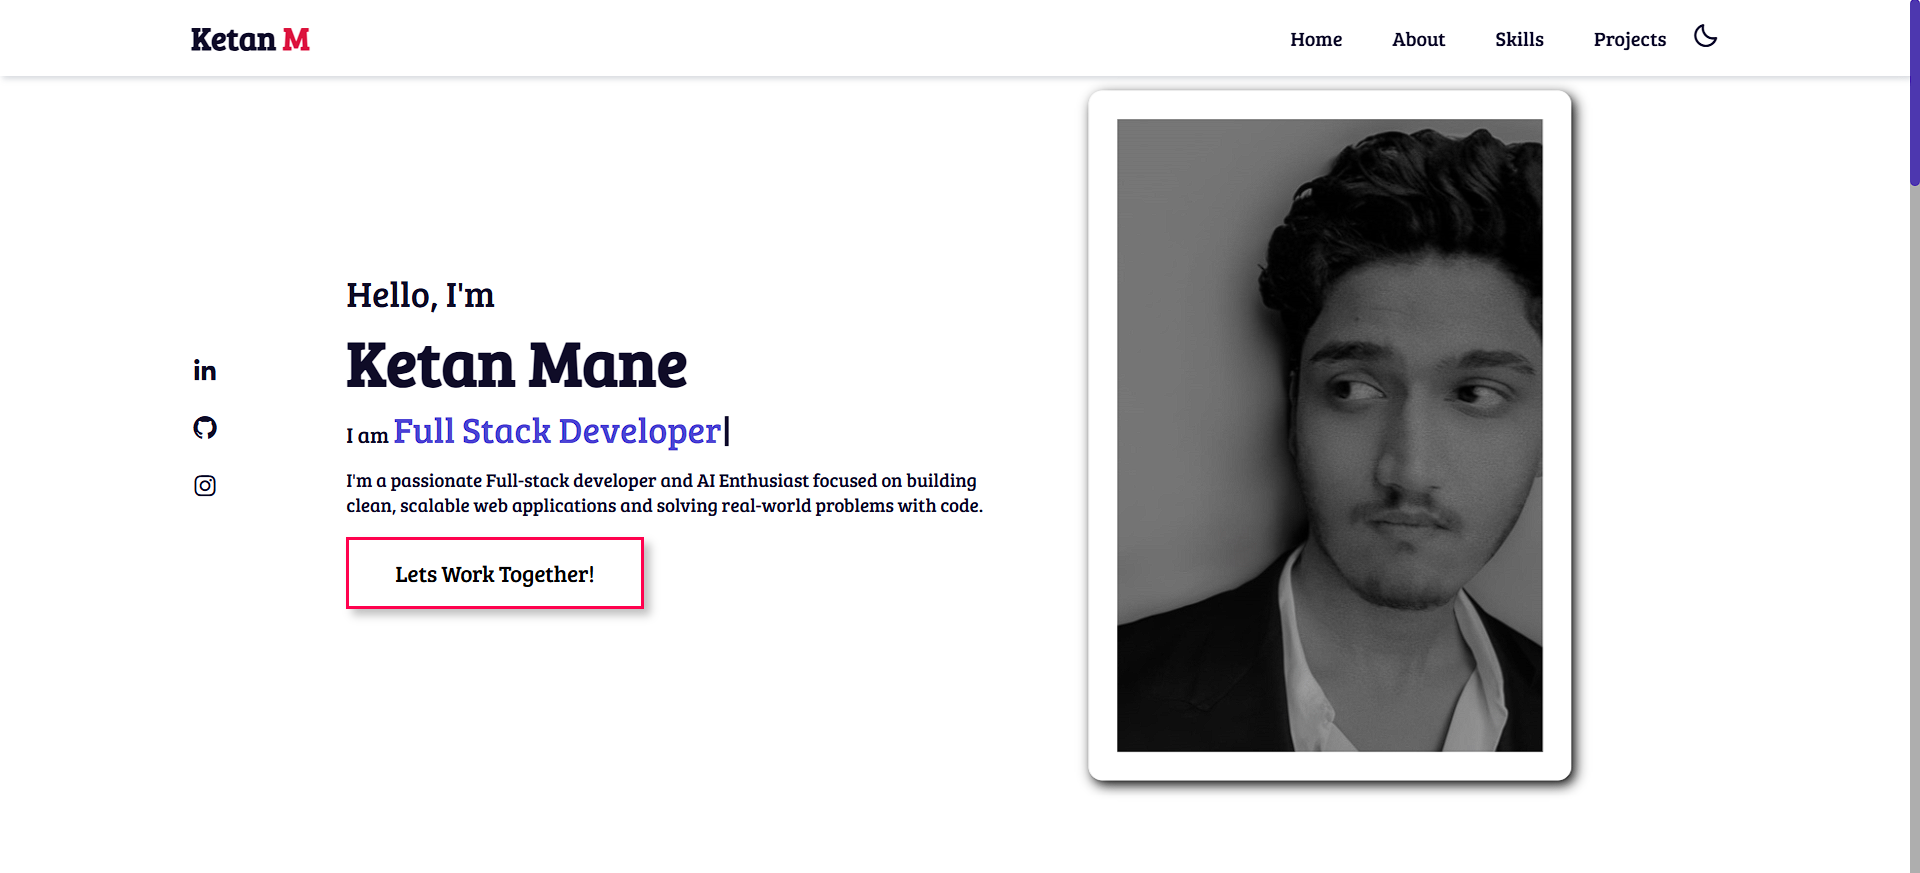 Ketan M
Home
About
Skills
Projects
Hello, I'm
Ketan Mane
I am Full Stack Developer|
I'm a passionate Full-stack developer and AI Enthusiast focused on building
clean, scalable web applications and solving real-world problems with code.
Lets Work Together!
in